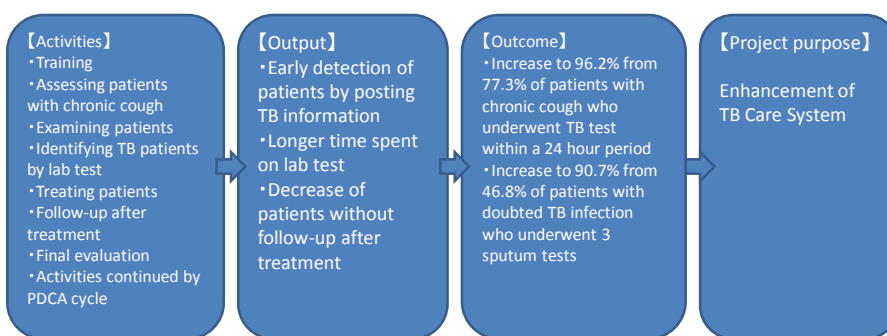 【Activities】
・Training
・Assessing patients
with chronic cough
・Examining patients
・Identifying TB patients
by lab test
・Treating patients
・Follow-up after
treatment
・Final evaluation
・Activities continued by
PDCA cycle
【Output】
・Early detection of
patients by posting
TB information
・Longer time spent
on lab test
・Decrease of
patients without
follow-up after
treatment
【Outcome】
・Increase to 96.2% from
77.3% of patients with
chronic cough who
underwent TB test
within a 24 hour period
・Increase to 90.7% from
46.8% of patients with
doubted TB infection
who underwent 3
sputum tests
【Project purpose】
Enhancement of
TB Care System